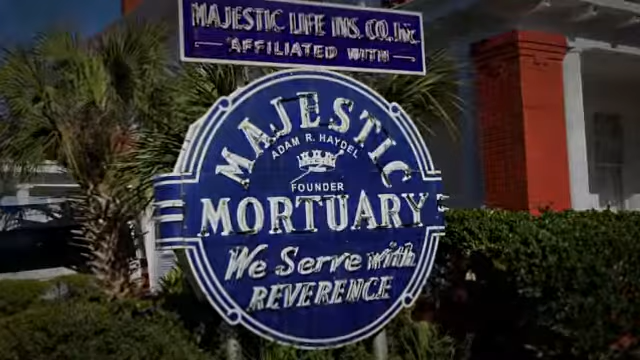 MAJESTIC LIFE INS. CO., Inc.
AFFILIATED WITH
MAJESTIC
ADAM R. HAYDEL
FOUNDER
MORTUARY
We Serve with
REVERENCE